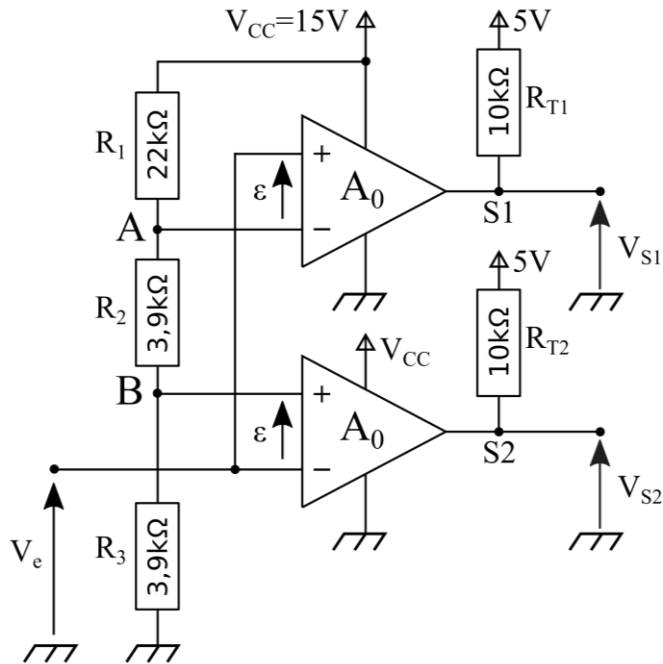 V_CC=15V
5V
R_1
22kΩ
10kΩ
R_T1
+
ε
A_0
A
−
S1
V_S1
R_2
3,9kΩ
5V
V_CC
10kΩ
R_T2
B
+
ε
A_0
−
S2
V_S2
V_e
R_3
3,9kΩ